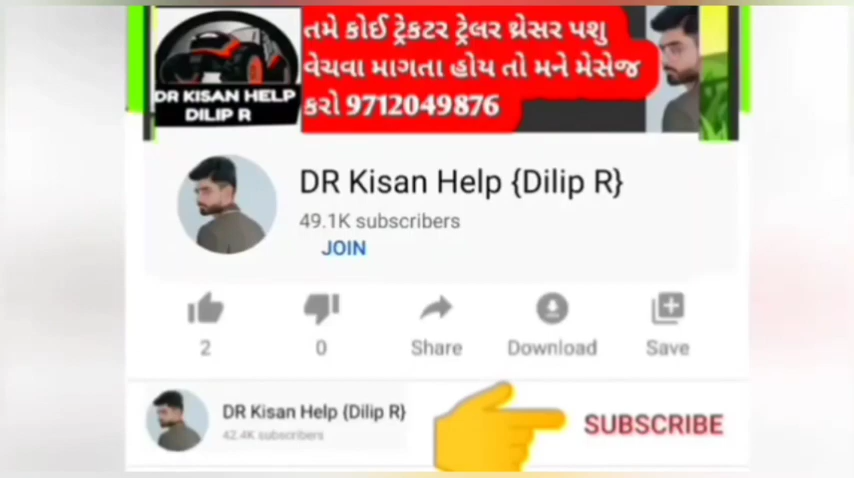 તમે કોઈ ટ્રેકટર ટ્રેલર થ્રેસર પશુ
વેચવા માગતા હોય તો મને મેસેજ
કરો 9712049876
DR KISAN HELP
DILIP R
DR Kisan Help {Dilip R}
49.1K subscribers
JOIN
2
0
Share
Download
Save
DR Kisan Help {Dilip R}
42.4K subscribers
SUBSCRIBE